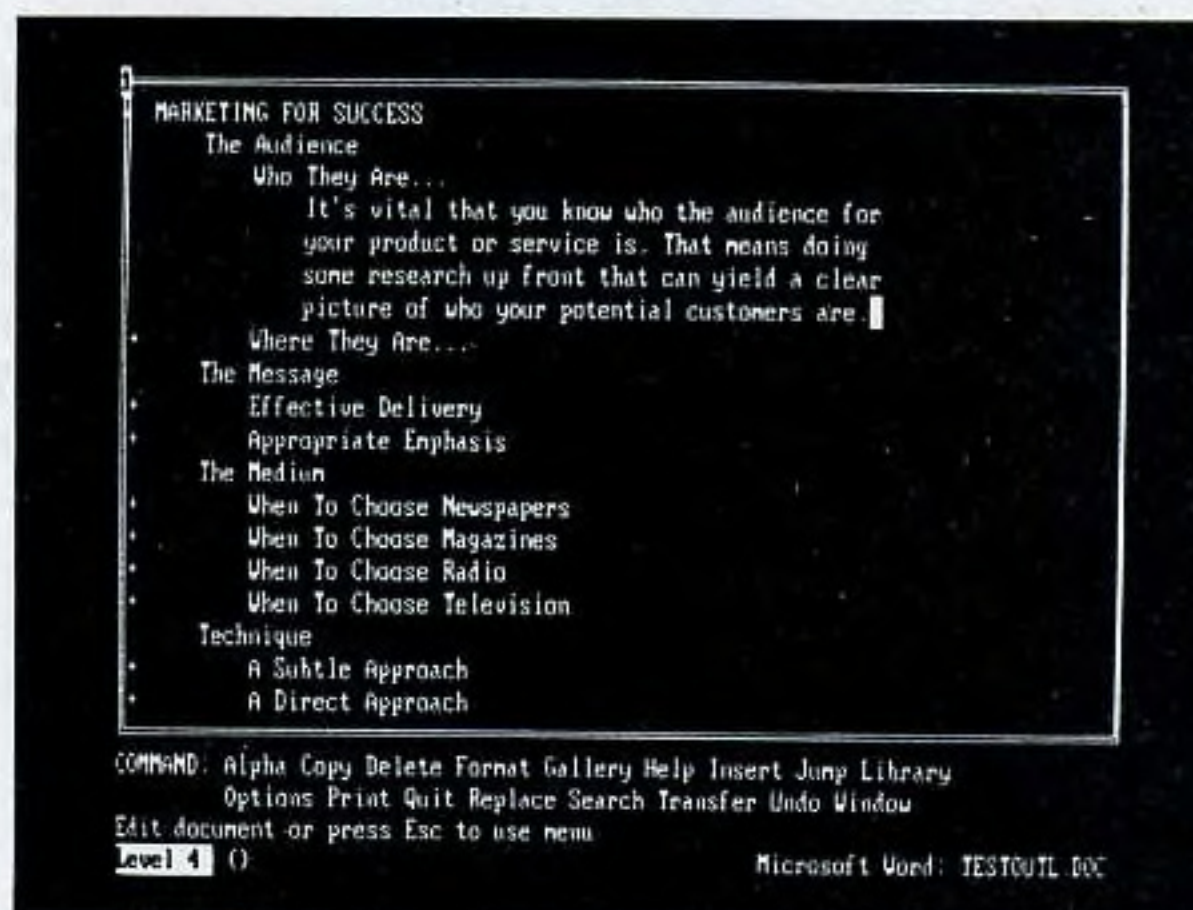 1
MARKETING FOR SUCCESS
The Audience
Who They Are...
It's vital that you know who the audience for
your product or service is. That means doing
some research up front that can yield a clear
picture of who your potential customers are.
+ Where They Are...
The Message
+ Effective Delivery
+ Appropriate Emphasis
The Medium
+ When To Choose Newspapers
+ When To Choose Magazines
+ When To Choose Radio
+ When To Choose Television
Technique
+ A Subtle Approach
+ A Direct Approach
COMMAND: Alpha Copy Delete Format Gallery Help Insert Jump Library
Options Print Quit Replace Search Transfer Undo Window
Edit document or press Esc to use menu
Level 4 () Microsoft Word: TESTOUTL.DOC